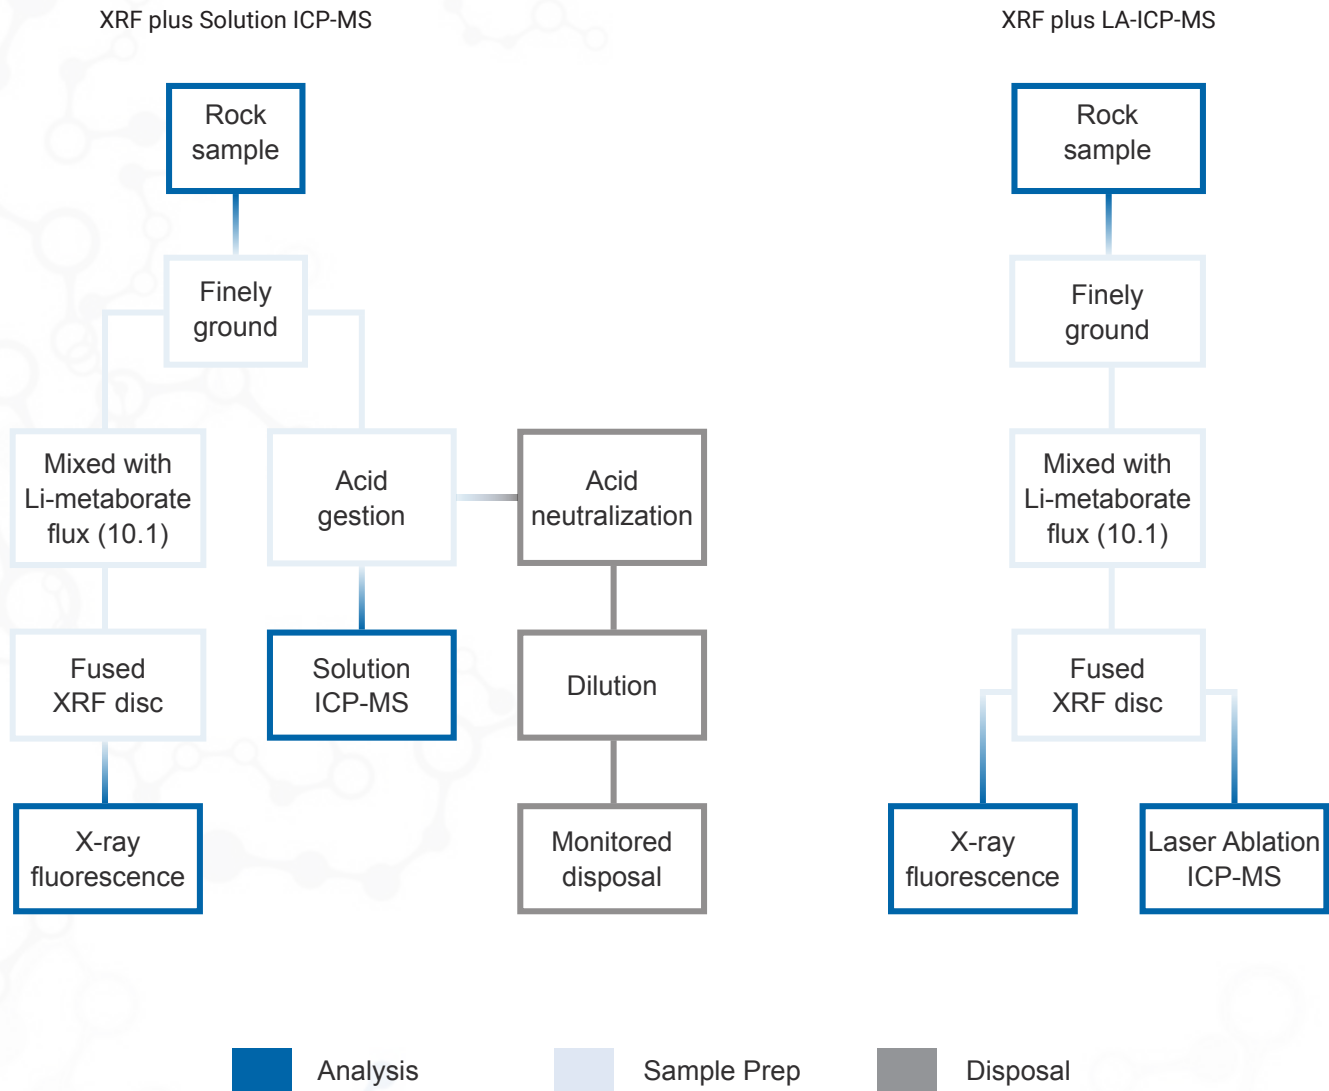 XRF plus Solution ICP-MS
Rock
sample
Finely
ground
Mixed with
Li-metaborate
flux (10.1)
Acid
gestion
Acid
neutralization
Fused
XRF disc
Solution
ICP-MS
Dilution
X-ray
fluorescence
Monitored
disposal
XRF plus LA-ICP-MS
Rock
sample
Finely
ground
Mixed with
Li-metaborate
flux (10.1)
Fused
XRF disc
X-ray
fluorescence
Laser Ablation
ICP-MS
Analysis
Sample Prep
Disposal